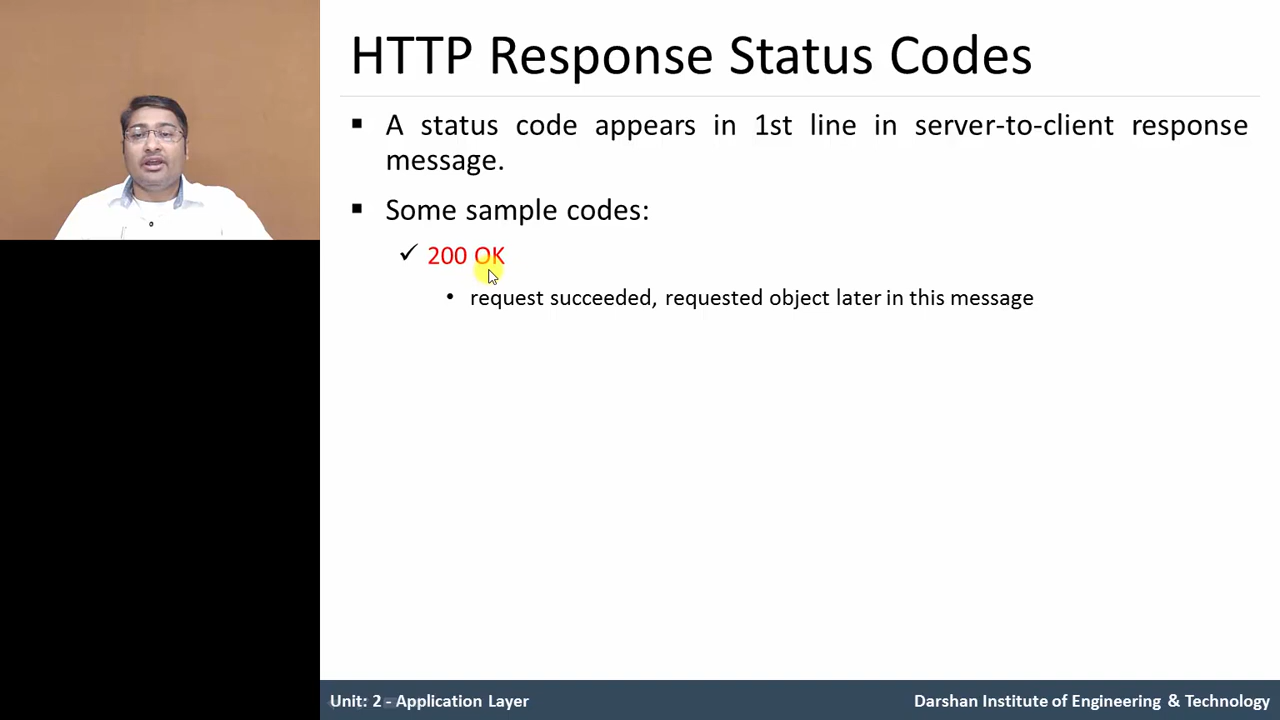 HTTP Response Status Codes
▪ A status code appears in 1st line in server-to-client response
message.
▪ Some sample codes:
✓ 200 OK
• request succeeded, requested object later in this message
Unit: 2 - Application Layer
Darshan Institute of Engineering & Technology